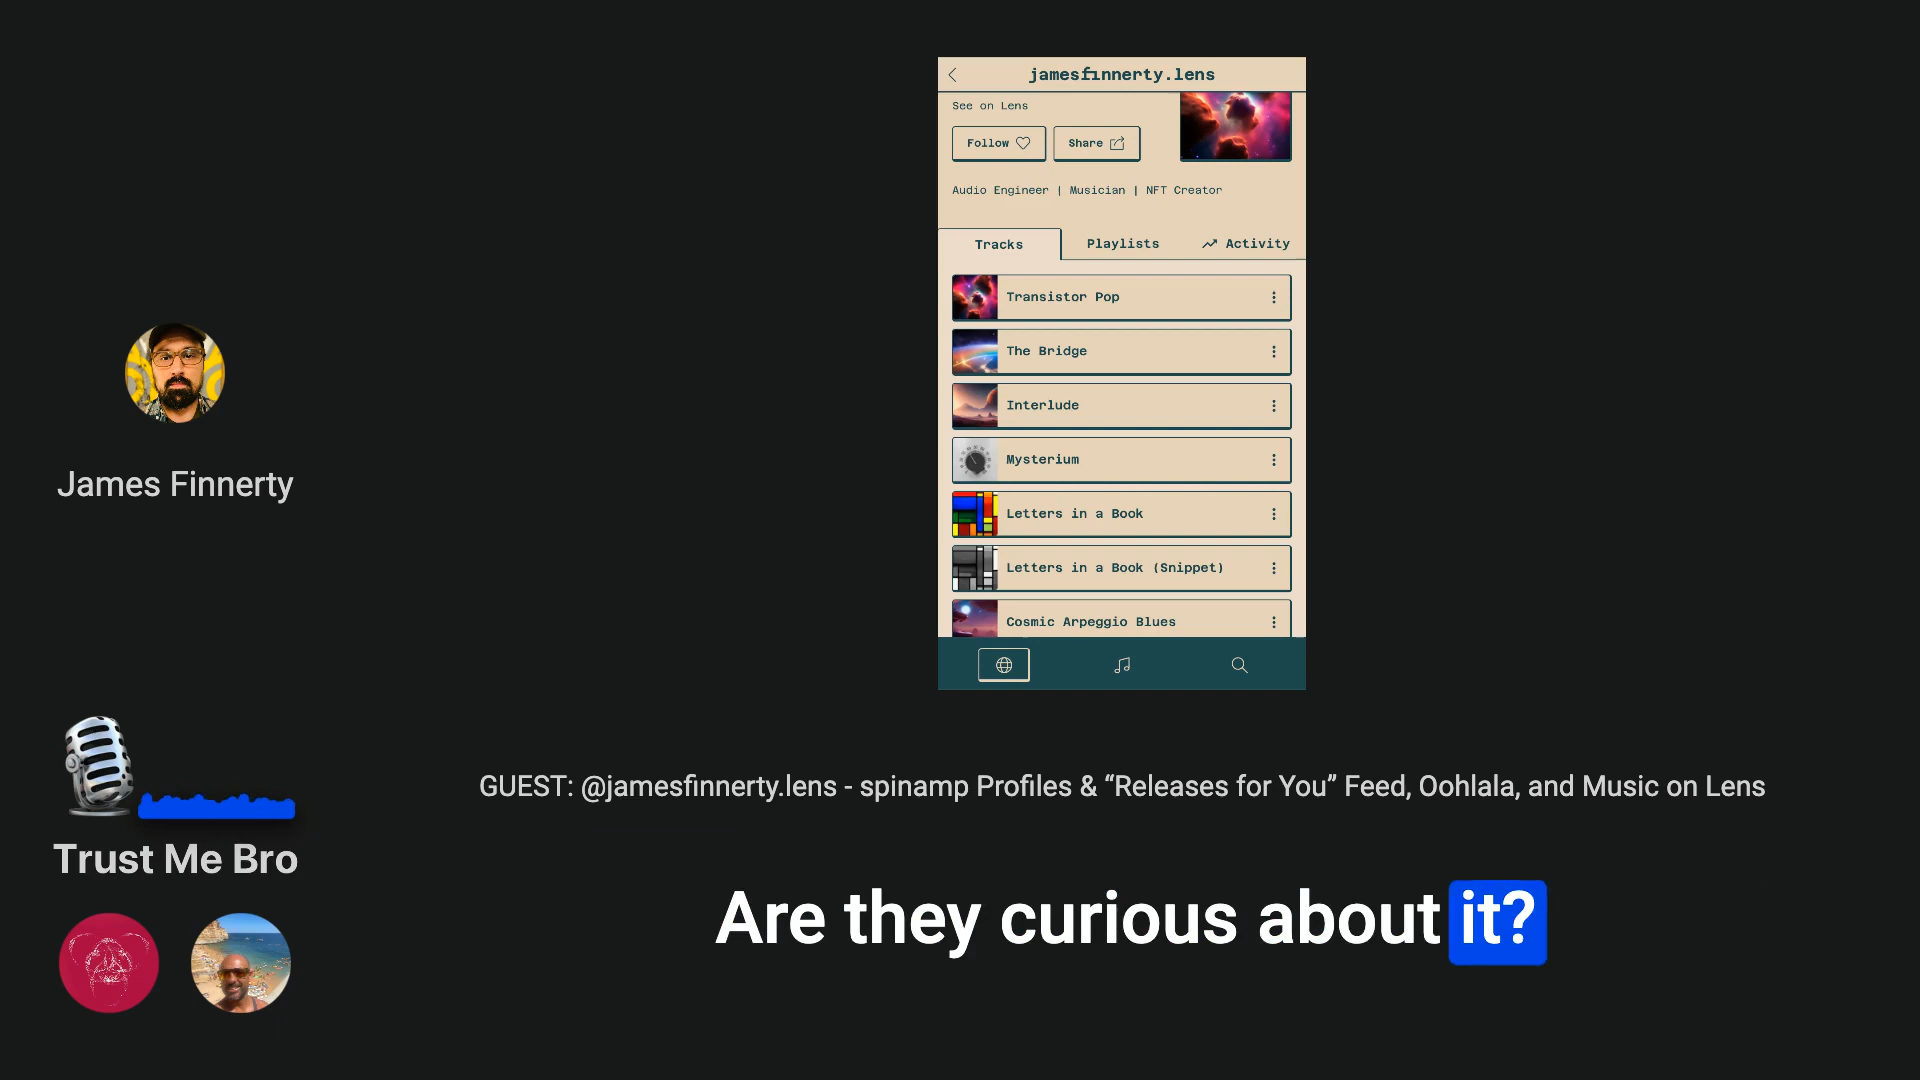 jamesfinnerty.lens
See on Lens
Follow
Share
Audio Engineer | Musician | NFT Creator
Tracks
Playlists
Activity
Transistor Pop
The Bridge
Interlude
Mysterium
Letters in a Book
Letters in a Book (Snippet)
Cosmic Arpeggio Blues
James Finnerty
Trust Me Bro
GUEST: @jamesfinnerty.lens - spinamp Profiles & “Releases for You” Feed, Oohlala, and Music on Lens
Are they curious about it?